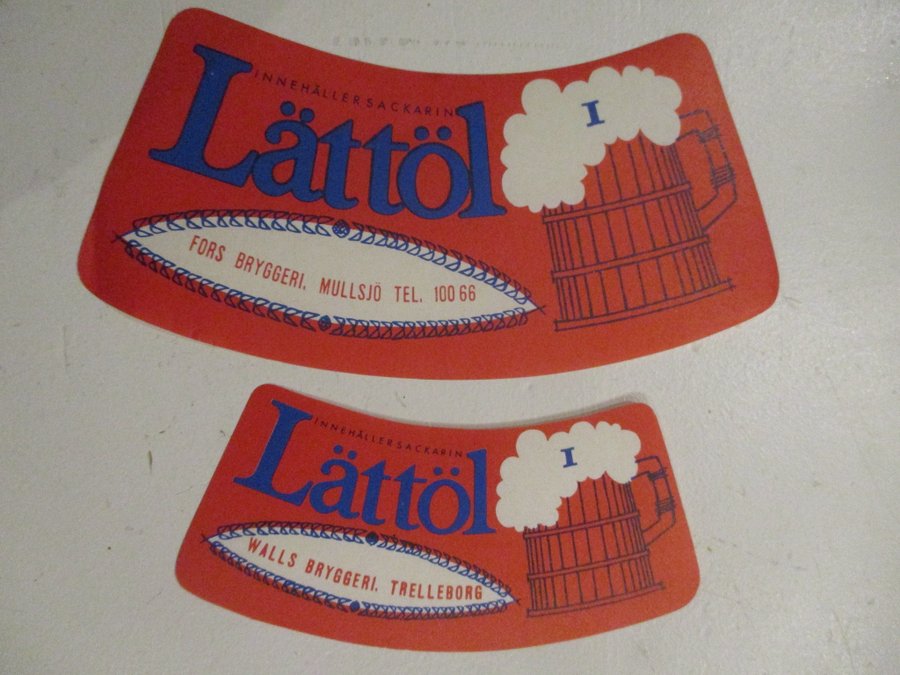 INNEHÅLLER SACKARIN
Lättöl
I
FORS BRYGGERI, MULLSJÖ TEL. 100 66
INNEHÅLLER SACKARIN
Lättöl
I
WALLS BRYGGERI. TRELLEBORG